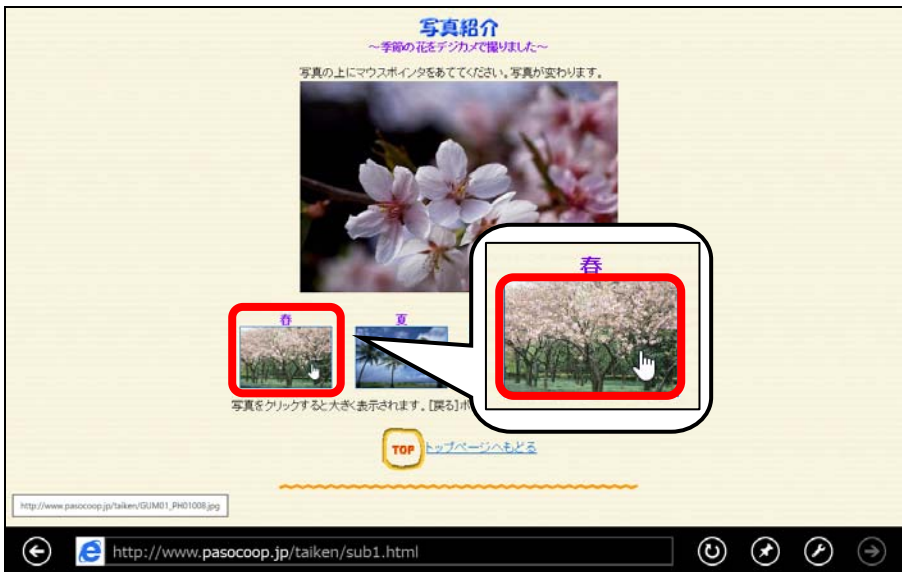 写真紹介
～季節の花をデジカメで撮りました～
写真の上にマウスポインタをあててください。写真が変わります。
春
夏
春
写真をクリックすると大きく表示されます。[戻る]ボ
TOP トップページへもどる
http://www.pasocoop.jp/taiken/GUM01_PH01008.jpg
http://www.pasocoop.jp/taiken/sub1.html